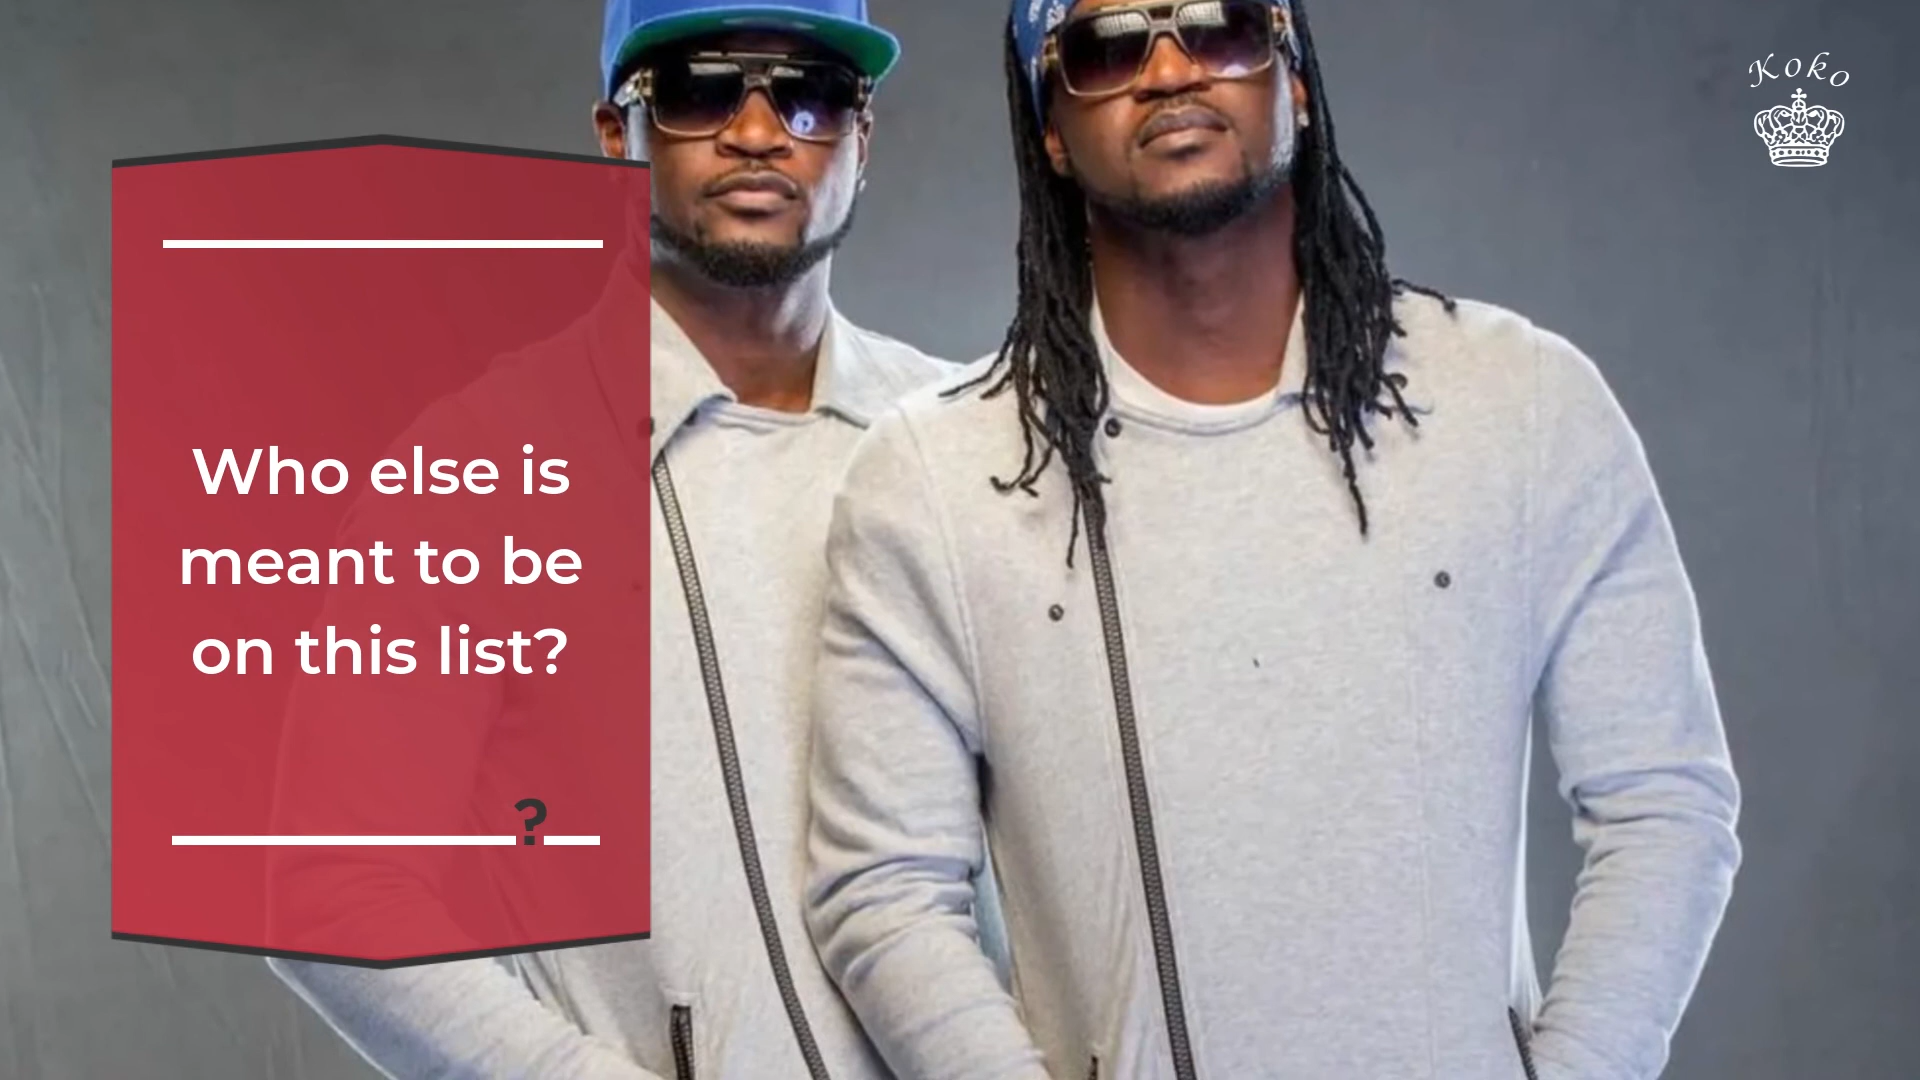 Koko
Who else is
meant to be
on this list?
?